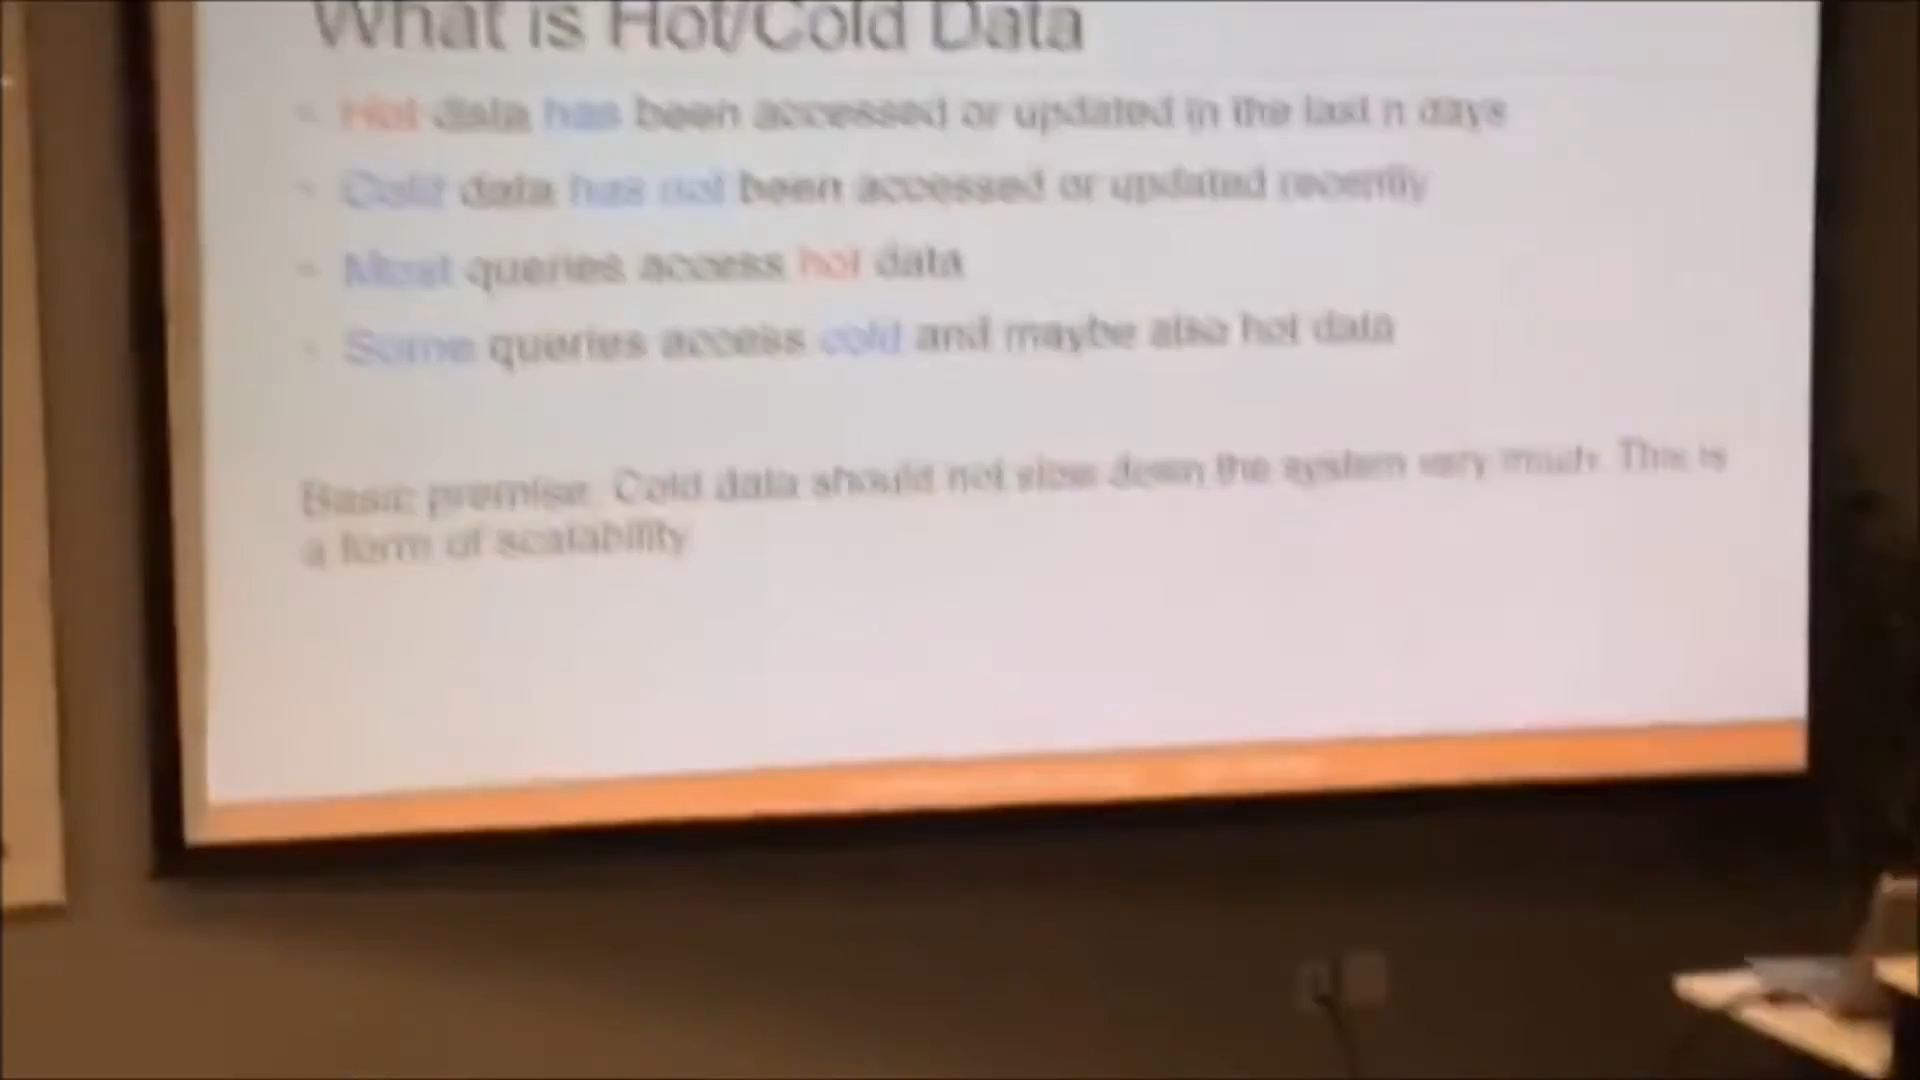 What is Hot/Cold Data
- Hot data has been accessed or updated in the last n days
- Cold data has not been accessed or updated recently
- Most queries access hot data
- Some queries access cold and maybe also hot data
Basic premise: Cold data should not slow down the system very much. This is
a form of scalability